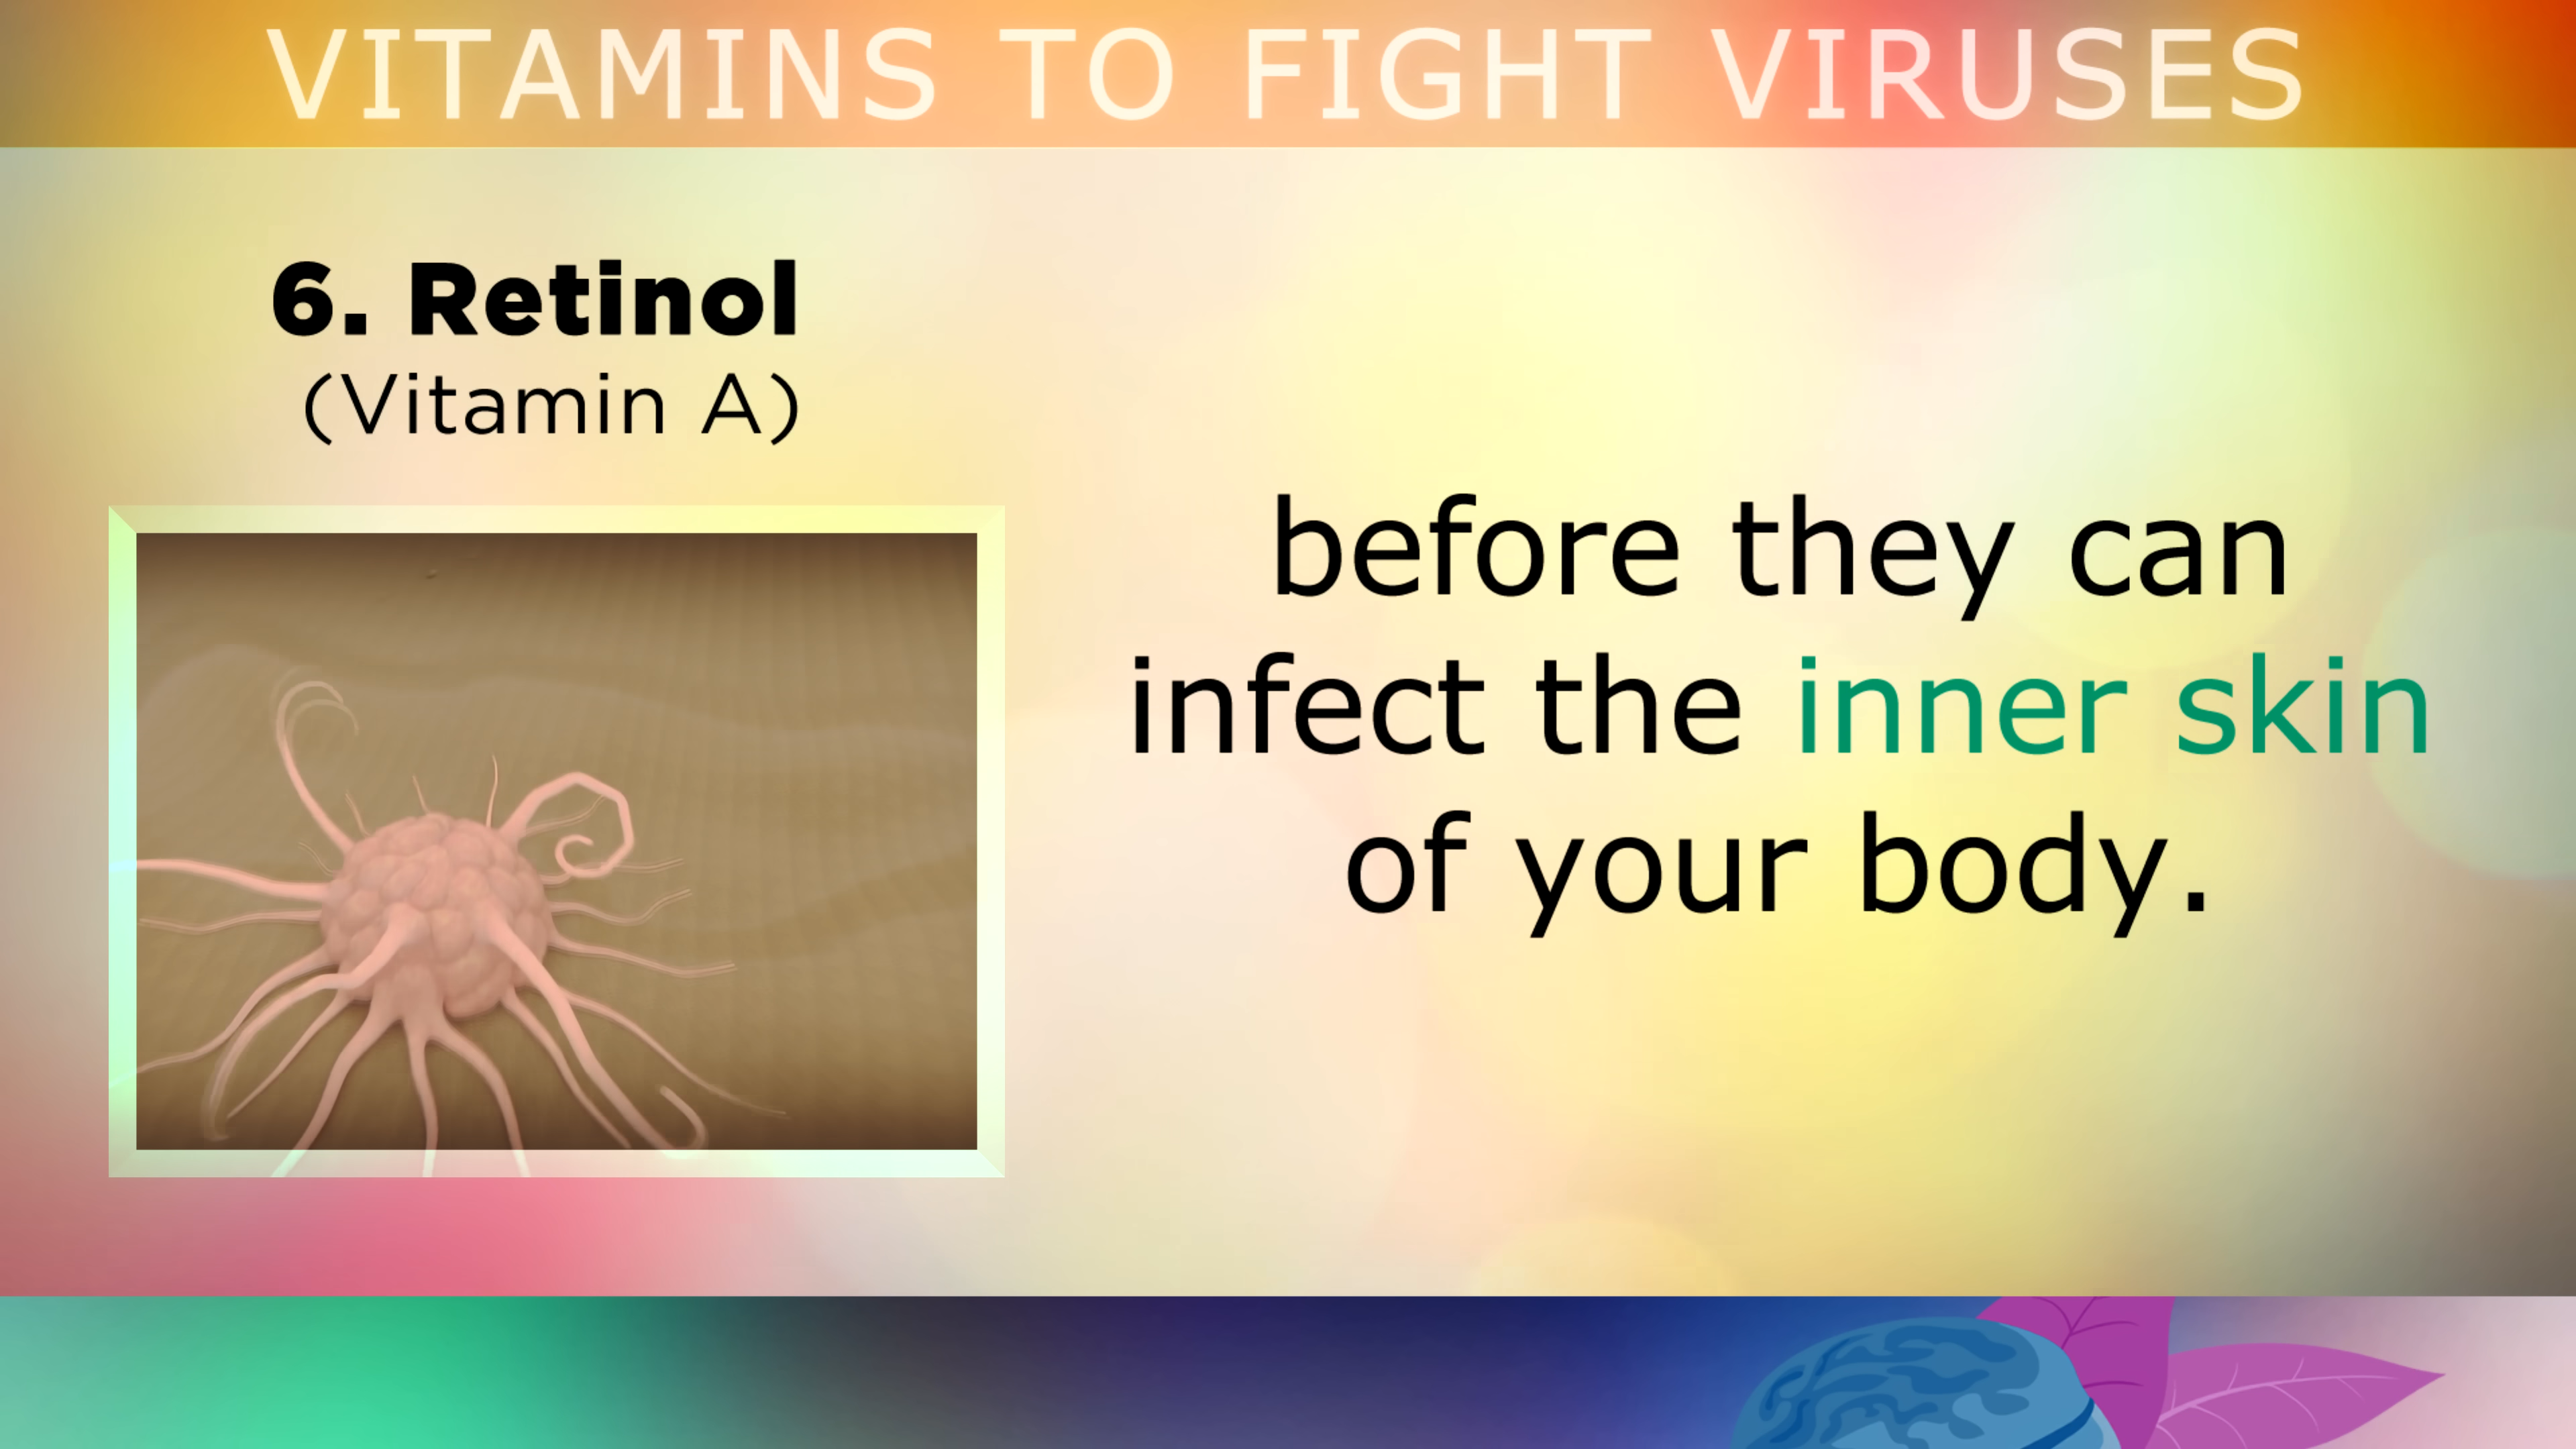 VITAMINS TO FIGHT VIRUSES
6. Retinol
(Vitamin A)
before they can
infect the inner skin
of your body.